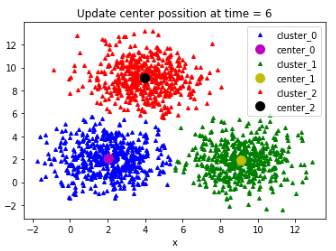 Update center possition at time = 6
cluster_0
center_0
cluster_1
center_1
cluster_2
center_2
12
10
8
6
4
2
0
−2
−2 0 2 4 6 8 10 12
x